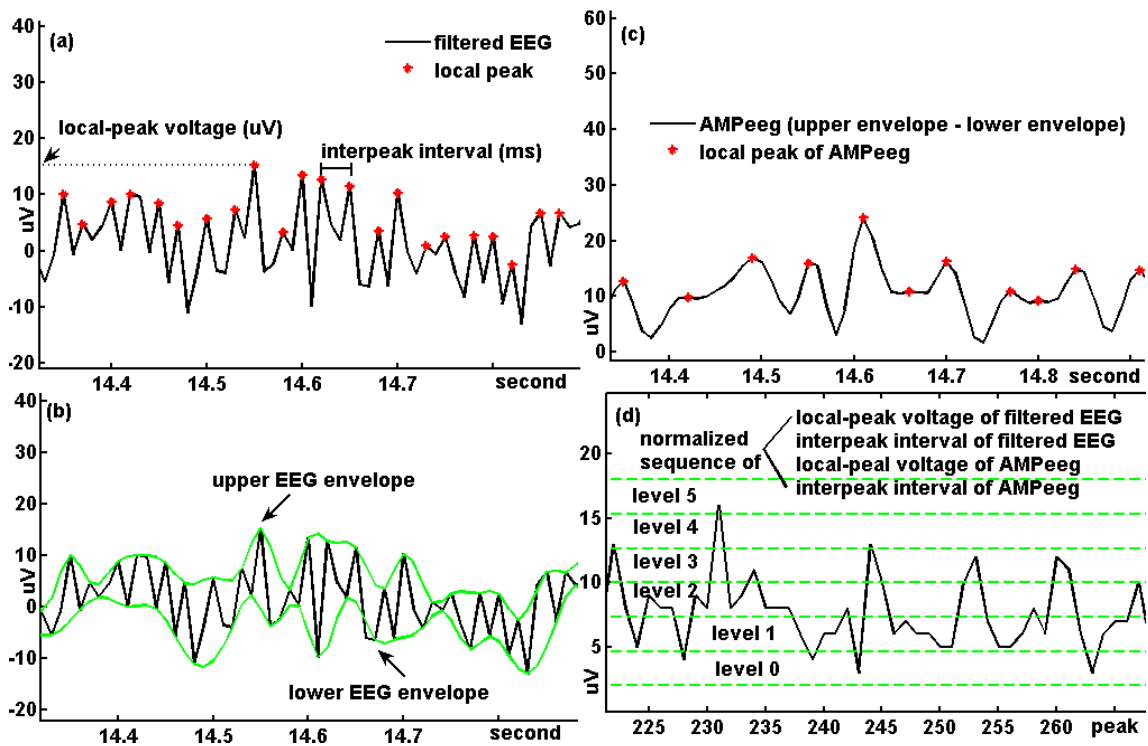 40
(a)
filtered EEG
30
local peak
20
local-peak voltage (uV)
interpeak interval (ms)
10
uV
0
-10
-20
14.4 14.5 14.6 14.7 second
40
(b)
30
upper EEG envelope
20
10
uV
0
-10
lower EEG envelope
-20
14.4 14.5 14.6 14.7 second
60
(c)
50
40
AMPeeg (upper envelope - lower envelope)
local peak of AMPeeg
30
20
10
uV
0
14.4 14.5 14.6 14.7 14.8 second
(d)
local-peak voltage of filtered EEG
normalized
interpeak interval of filtered EEG
sequence of
local-peal voltage of AMPeeg
interpeak interval of AMPeeg
20
level 5
15
level 4
level 3
10
level 2
level 1
5
level 0
uV
225 230 235 240 245 250 255 260 peak